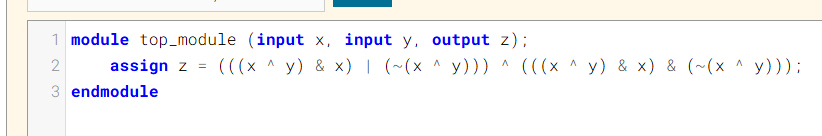 1 module top_module (input x, input y, output z);
2 assign z = (((x ^ y) & x) | (~(x ^ y))) ^ (((x ^ y) & x) & (~(x ^ y)));
3 endmodule